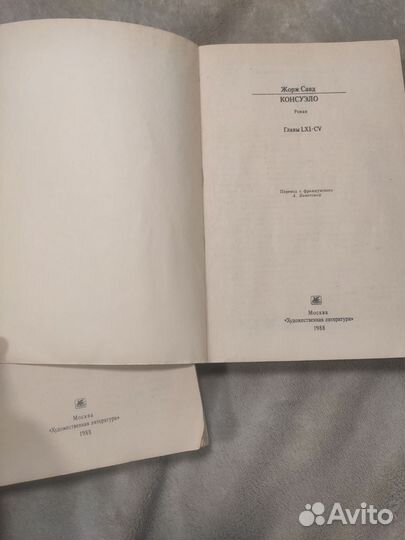 Жорж Санд
КОНСУЭЛО
Роман
Главы LXI-CV
Перевод с французского
А. Бекетовой
Москва
«Художественная литература»
1988
Москва
«Художественная литература»
1988
Avito